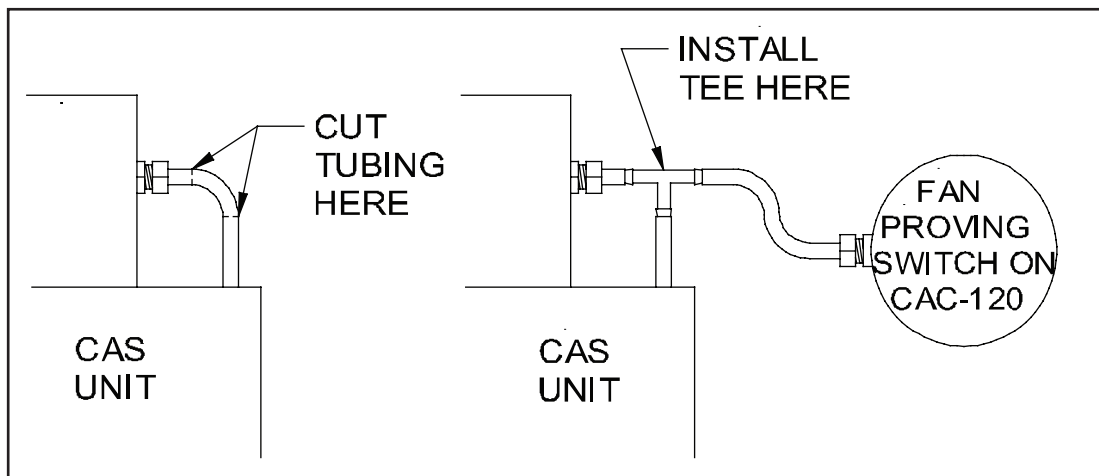 CUT
TUBING
HERE
CAS
UNIT
INSTALL
TEE HERE
CAS
UNIT
FAN
PROVING
SWITCH ON
CAC-120